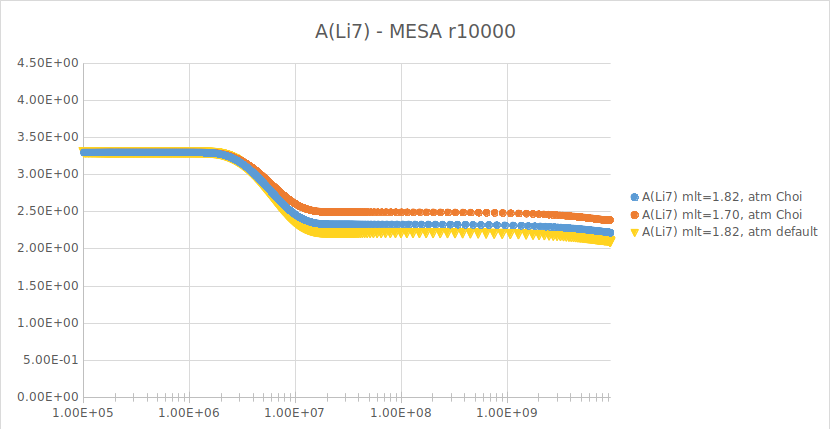 A(Li7) - MESA r10000
4.50E+00
4.00E+00
3.50E+00
3.00E+00
2.50E+00
2.00E+00
1.50E+00
1.00E+00
5.00E-01
0.00E+00
1.00E+05 1.00E+06 1.00E+07 1.00E+08 1.00E+09
A(Li7) mlt=1.82, atm Choi
A(Li7) mlt=1.70, atm Choi
A(Li7) mlt=1.82, atm default